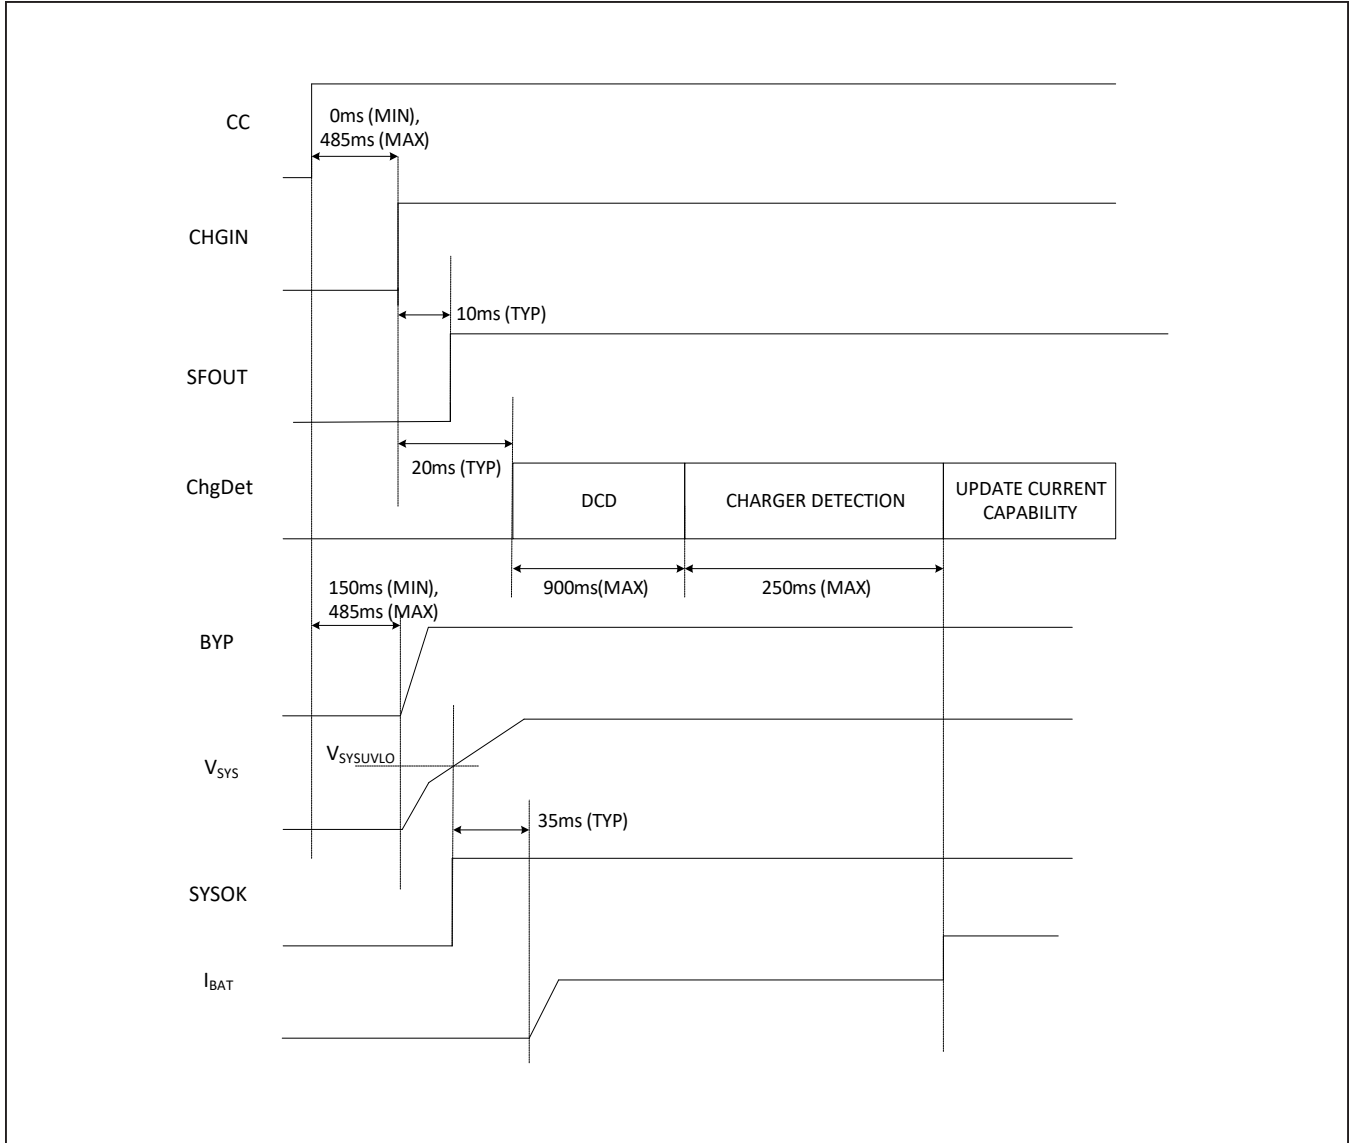 CC
0ms (MIN),
485ms (MAX)
CHGIN
10ms (TYP)
SFOUT
20ms (TYP)
ChgDet
DCD
CHARGER DETECTION
UPDATE CURRENT
CAPABILITY
900ms(MAX)
250ms (MAX)
150ms (MIN),
485ms (MAX)
BYP
VSYSUVLO
VSYS
35ms (TYP)
SYSOK
IBAT